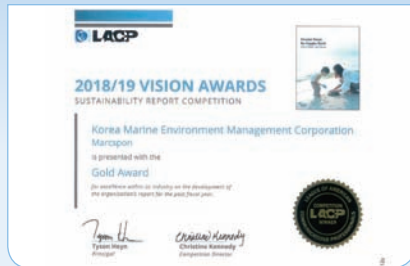 LACP
2018/19 VISION AWARDS
SUSTAINABILITY REPORT COMPETITION
Korea Marine Environment Management Corporation
Marcspon
is presented with the
Gold Award
for excellence within its industry on the development of
the organization's report for the past fiscal year.
Tyson Heyn
Principal
Christine Kennedy
Competition Director
COMPETITION
LACP
WINNER